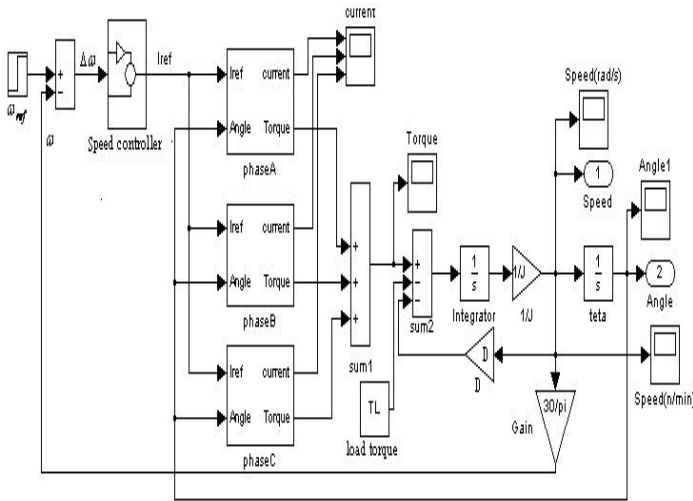 current
Iref
Δω
+
−
ω ref
ω
Speed controller
Iref
current
Angle
Torque
phaseA
Iref
current
Angle
Torque
phaseB
Iref
current
Angle
Torque
phaseC
+
+
+
sum1
Torque
+
−
−
sum2
TL
load torque
1
s
Integrator
1/J
1/J
D
D
Speed(rad/s)
1
Speed
1
s
teta
Angle1
2
Angle
Speed(n/min)
30/pi
Gain